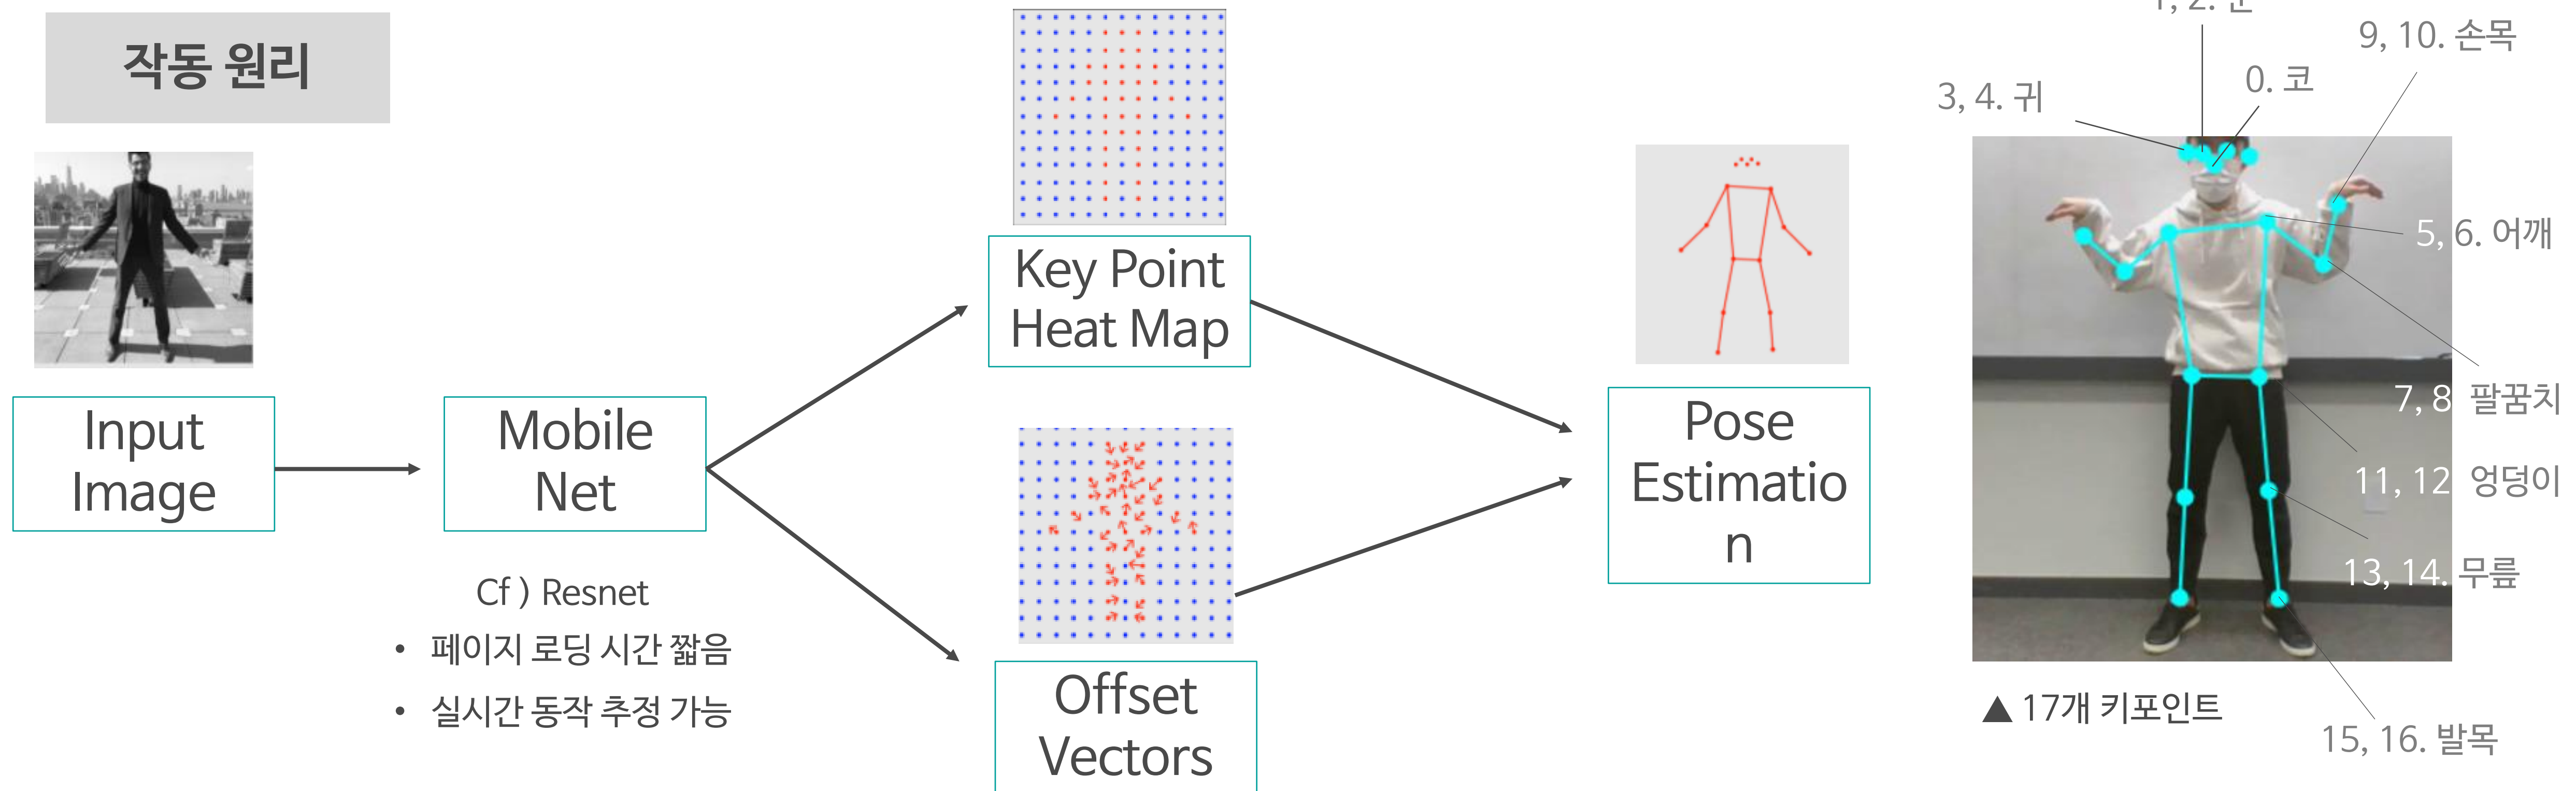 작동 원리
Input
Image
Mobile
Net
Cf ) Resnet
• 페이지 로딩 시간 짧음
• 실시간 동작 추정 가능
Key Point
Heat Map
Offset
Vectors
Pose
Estimatio
n
1, 2. 눈
9, 10. 손목
0. 코
3, 4. 귀
5, 6. 어깨
7, 8 팔꿈치
11, 12 엉덩이
13, 14. 무릎
▲ 17개 키포인트
15, 16. 발목